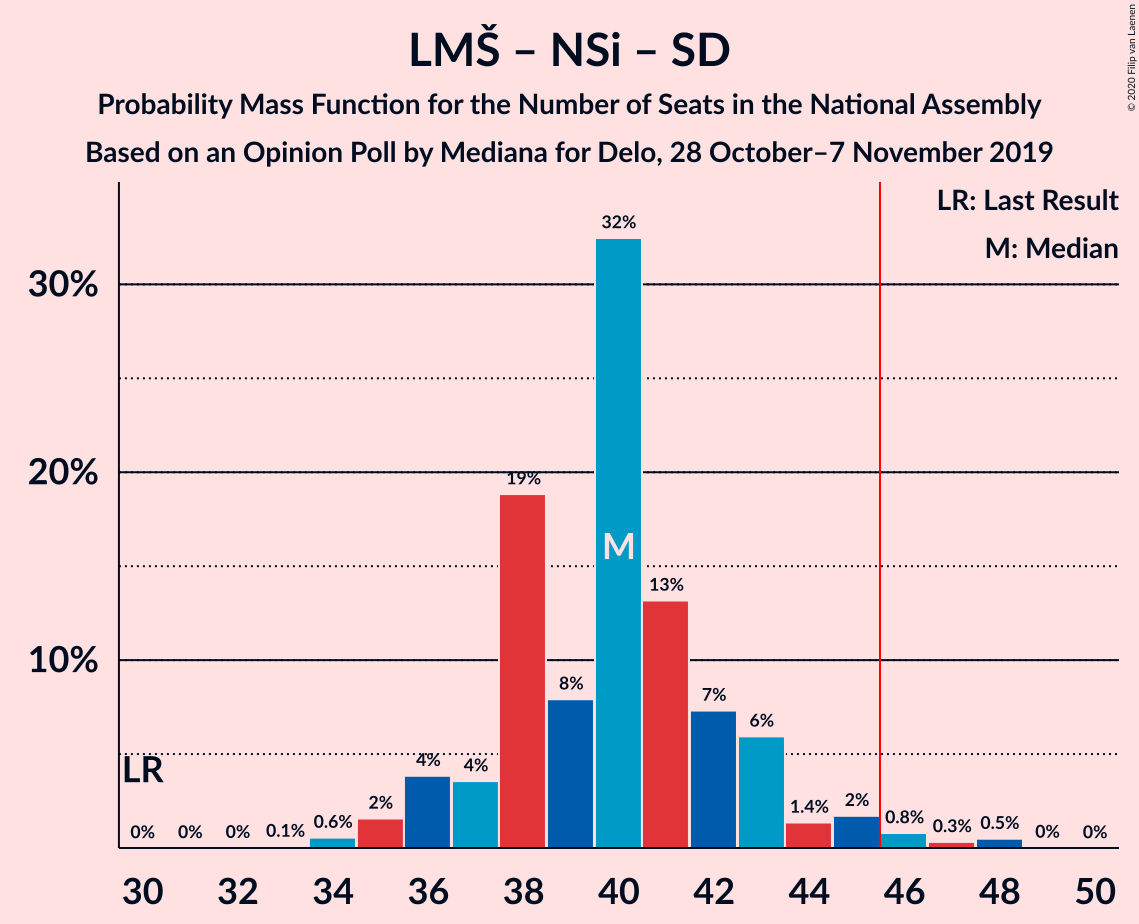 LMŠ – NSi – SD
Probability Mass Function for the Number of Seats in the National Assembly
Based on an Opinion Poll by Mediana for Delo, 28 October–7 November 2019
© 2020 Filip van Laenen
LR: Last Result
M: Median
30%
20%
10%
LR
0%
0%
0%
0.1%
0.6%
2%
4%
4%
19%
8%
32%
M
13%
7%
6%
1.4%
2%
0.8%
0.3%
0.5%
0%
0%
30 32 34 36 38 40 42 44 46 48 50